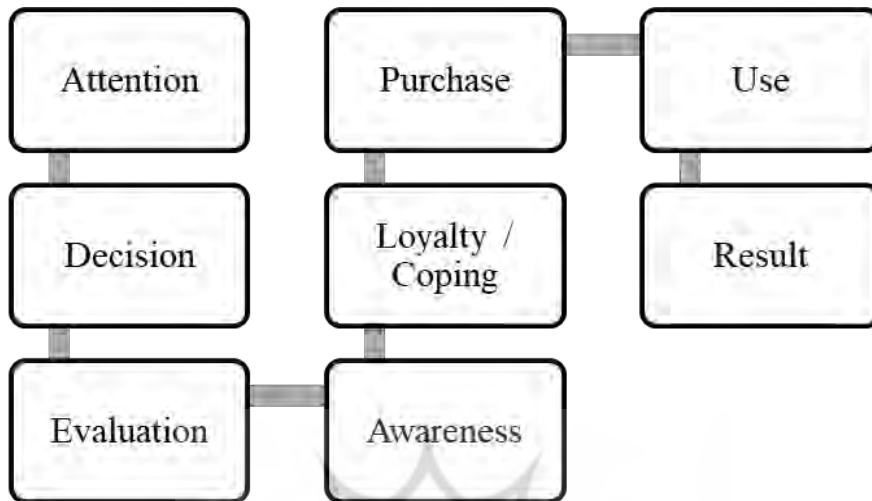 Attention
Decision
Evaluation
Awareness
Loyalty /
Coping
Purchase
Use
Result